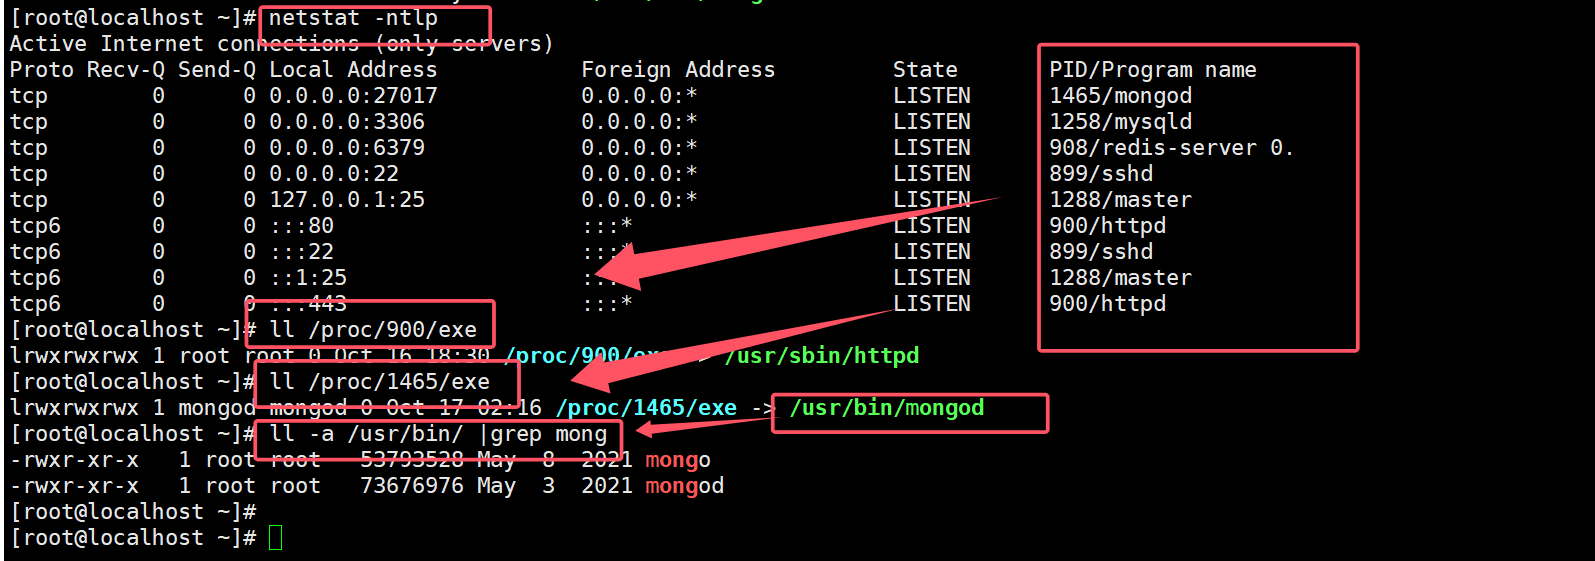 [root@localhost ~]# netstat -ntlp
Active Internet connections (only servers)
Proto Recv-Q Send-Q Local Address           Foreign Address         State       PID/Program name
tcp        0      0 0.0.0.0:27017           0.0.0.0:*               LISTEN      1465/mongod
tcp        0      0 0.0.0.0:3306            0.0.0.0:*               LISTEN      1258/mysqld
tcp        0      0 0.0.0.0:6379            0.0.0.0:*               LISTEN      908/redis-server 0.
tcp        0      0 0.0.0.0:22              0.0.0.0:*               LISTEN      899/sshd
tcp        0      0 127.0.0.1:25            0.0.0.0:*               LISTEN      1288/master
tcp6       0      0 :::80                   :::*                    LISTEN      900/httpd
tcp6       0      0 :::22                   :::*                    LISTEN      899/sshd
tcp6       0      0 ::1:25                  LISTEN      1288/master
tcp6       0      0 :::443                  :::*                    LISTEN      900/httpd
[root@localhost ~]# ll /proc/900/exe
lrwxrwxrwx 1 root root 0 Oct 16 18:30 /proc/900/exe -> /usr/sbin/httpd
[root@localhost ~]# ll /proc/1465/exe
lrwxrwxrwx 1 mongod mongod 0 Oct 17 02:16 /proc/1465/exe -> /usr/bin/mongod
[root@localhost ~]# ll -a /usr/bin/ |grep mong
-rwxr-xr-x   1 root root   53793528 May  8  2021 mongo
-rwxr-xr-x   1 root root   73676976 May  3  2021 mongod
[root@localhost ~]#
[root@localhost ~]#